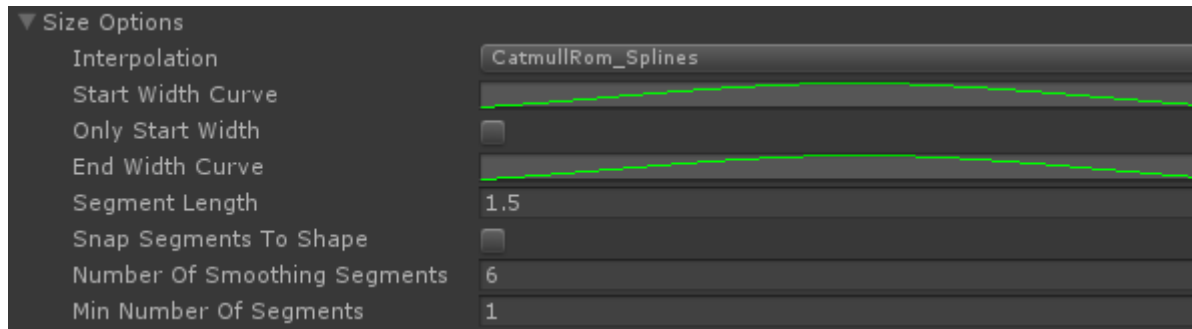 Size Options
Interpolation CatmullRom_Splines
Start Width Curve
Only Start Width
End Width Curve
Segment Length 1.5
Snap Segments To Shape
Number Of Smoothing Segments 6
Min Number Of Segments 1